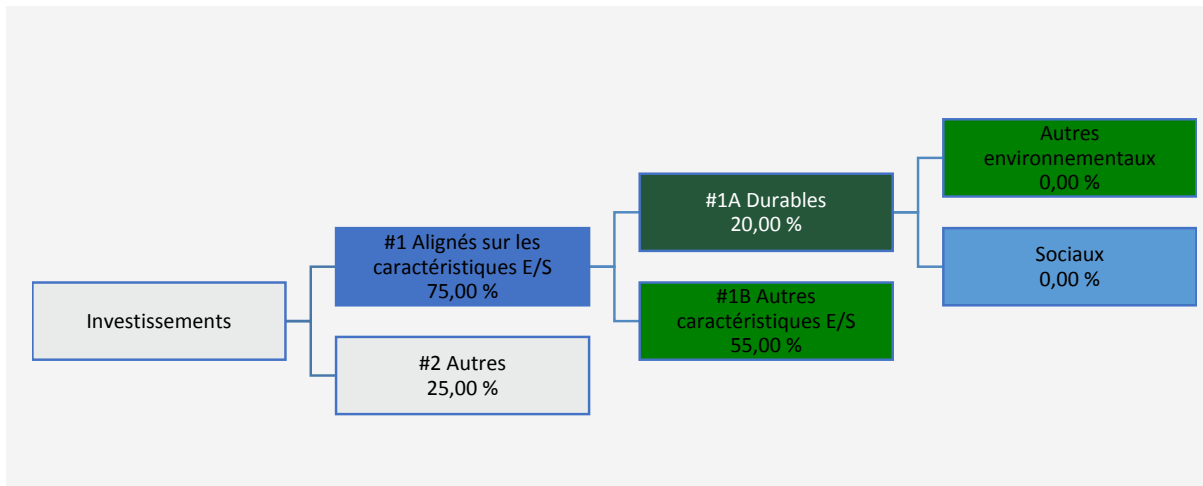 Investissements
#1 Alignés sur les
caractéristiques E/S
75,00 %
#2 Autres
25,00 %
#1A Durables
20,00 %
#1B Autres
caractéristiques E/S
55,00 %
Autres
environnementaux
0,00 %
Sociaux
0,00 %